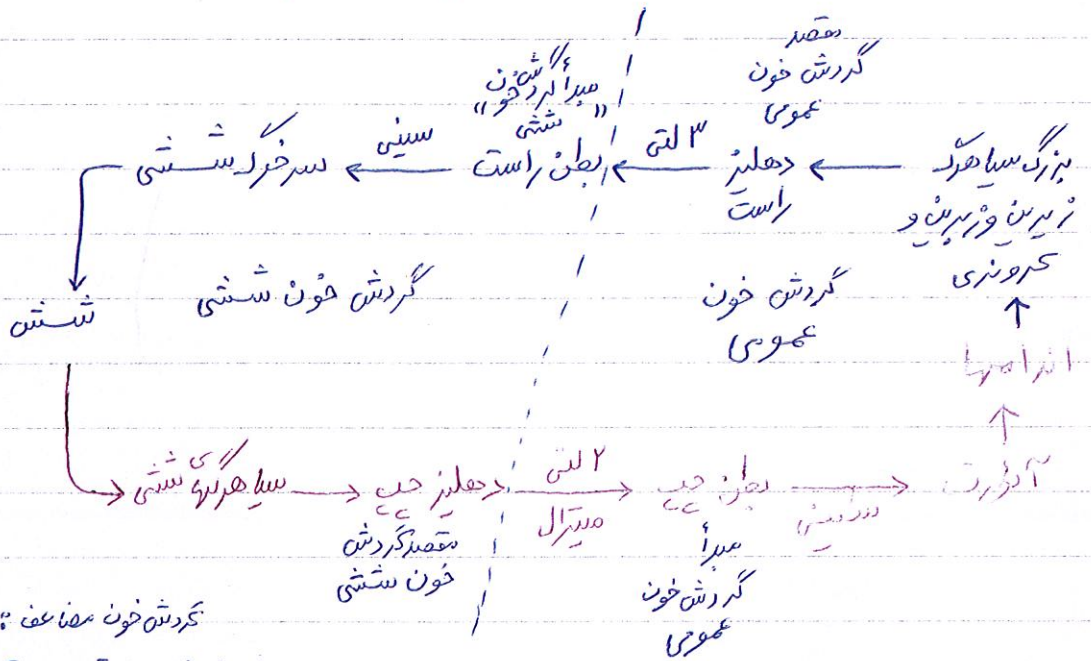 مقصد
گردش خون
عمومی
مبدأ گردش خون
"ششی"
بزرگ سیاهرگ ← دهلیز ۳ لتی ← بطن راست سینی ← سرخرگ ششی
راست
زیرین و زبرین و
کرونری
گردش خون
عمومی
گردش خون ششی
شش
↑
اندامها
↑
سیاهرگهای ششی → دهلیز چپ ۲ لتی → بطن چپ سینی → آئورت
میترال
مقصد گردش
خون ششی
مبدأ
گردش خون
عمومی
گردش خون مضاعف :